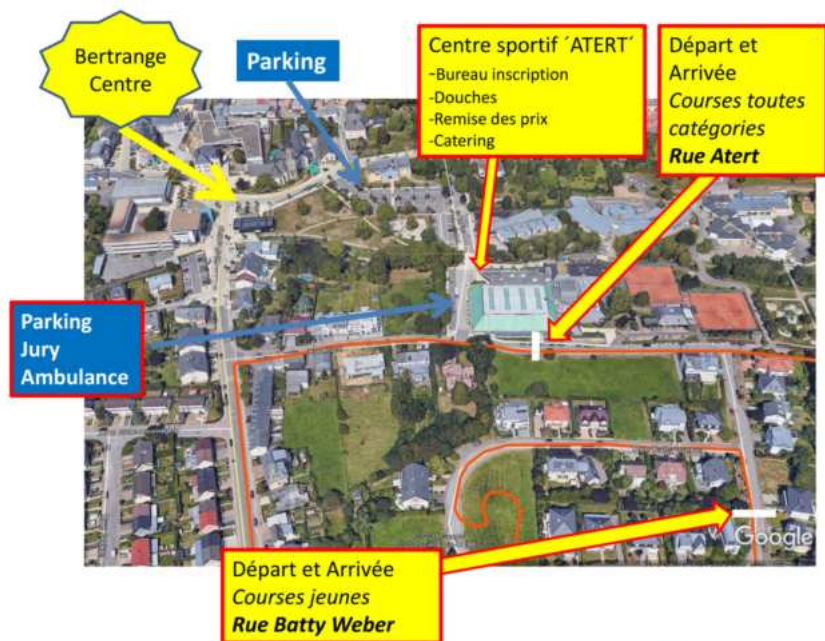 Bertrange
Centre
Parking
Centre sportif ´ATERT´
-Bureau inscription
-Douches
-Remise des prix
-Catering
Départ et
Arrivée
Courses toutes
catégories
Rue Atert
Parking
Jury
Ambulance
Départ et Arrivée
Courses jeunes
Rue Batty Weber
Google